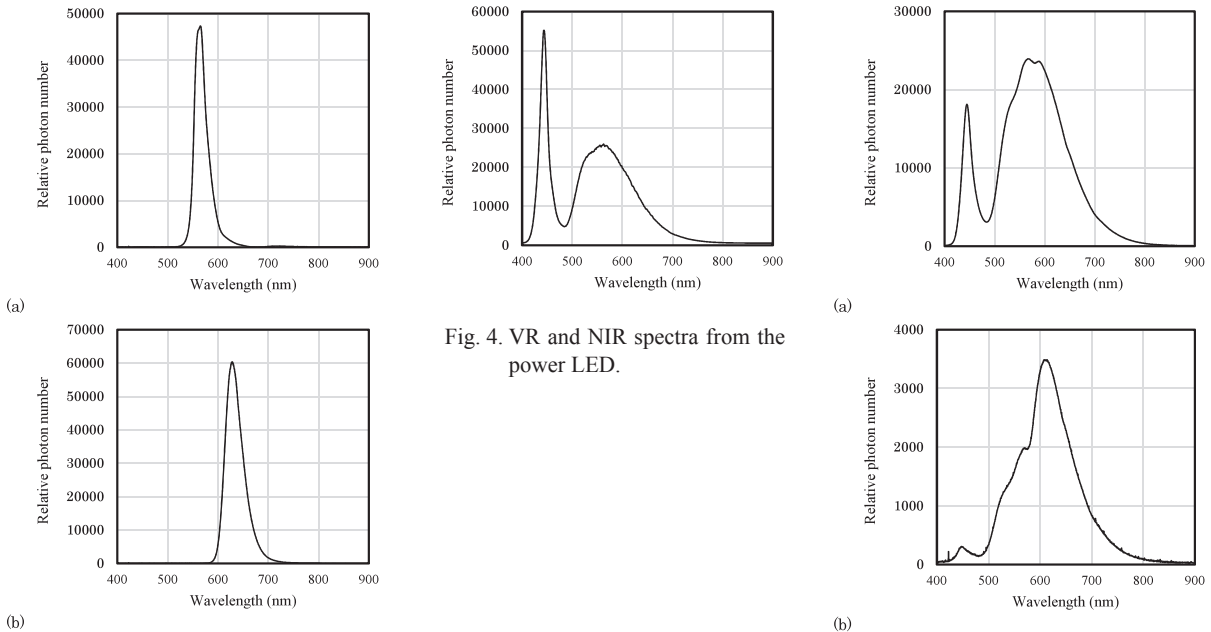 50000
40000
30000
20000
10000
0
Relative photon number
400 500 600 700 800 900
Wavelength (nm)
(a)
70000
60000
50000
40000
30000
20000
10000
0
Relative photon number
400 500 600 700 800 900
Wavelength (nm)
(b)
60000
50000
40000
30000
20000
10000
0
Relative photon number
400 500 600 700 800 900
Wavelength (nm)
Fig. 4. VR and NIR spectra from the
power LED.
30000
20000
10000
0
Relative photon number
400 500 600 700 800 900
Wavelength (nm)
(a)
4000
3000
2000
1000
0
Relative photon number
400 500 600 700 800 900
Wavelength (nm)
(b)